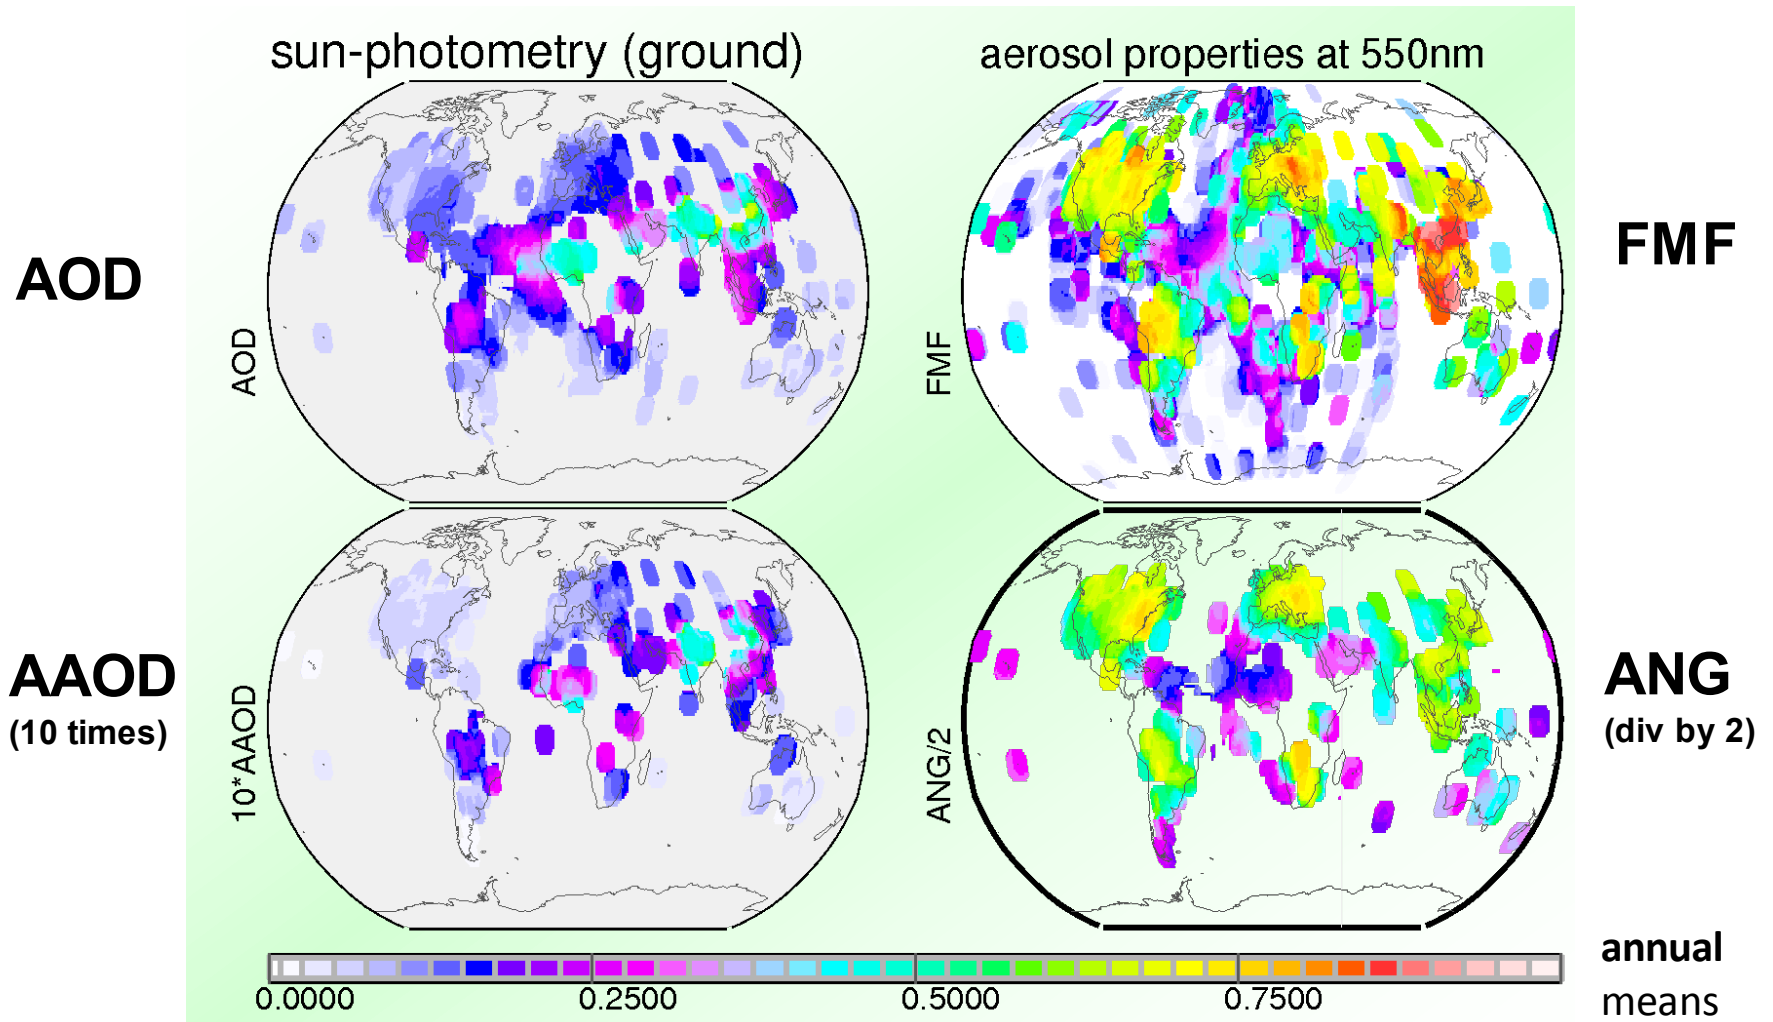 sun-photometry (ground)
aerosol properties at 550nm
AOD
AOD
FMF
FMF
AAOD
(10 times)
10*AAOD
ANG/2
ANG
(div by 2)
0.0000
0.2500
0.5000
0.7500
annual
means